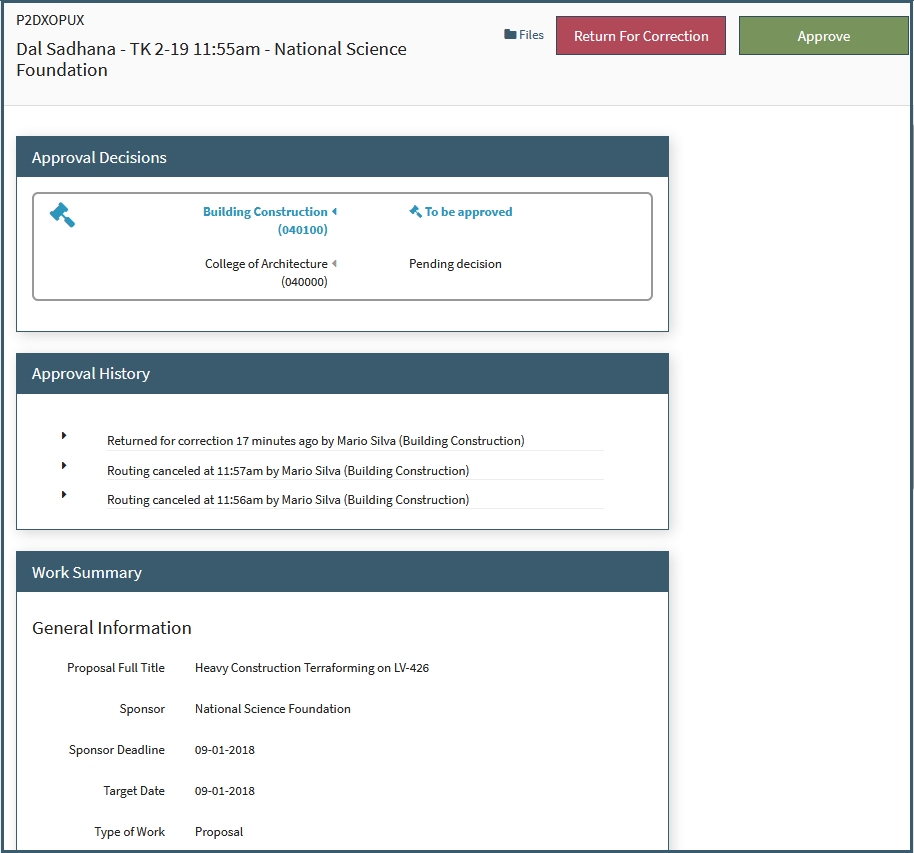 P2DXOPUX
Dal Sadhana - TK 2-19 11:55am - National Science
Foundation
Files
Return For Correction
Approve
Approval Decisions
Building Construction
(040100)
To be approved
College of Architecture
(040000)
Pending decision
Approval History
Returned for correction 17 minutes ago by Mario Silva (Building Construction)
Routing canceled at 11:57am by Mario Silva (Building Construction)
Routing canceled at 11:56am by Mario Silva (Building Construction)
Work Summary
General Information
Proposal Full Title Heavy Construction Terraforming on LV-426
Sponsor National Science Foundation
Sponsor Deadline 09-01-2018
Target Date 09-01-2018
Type of Work Proposal